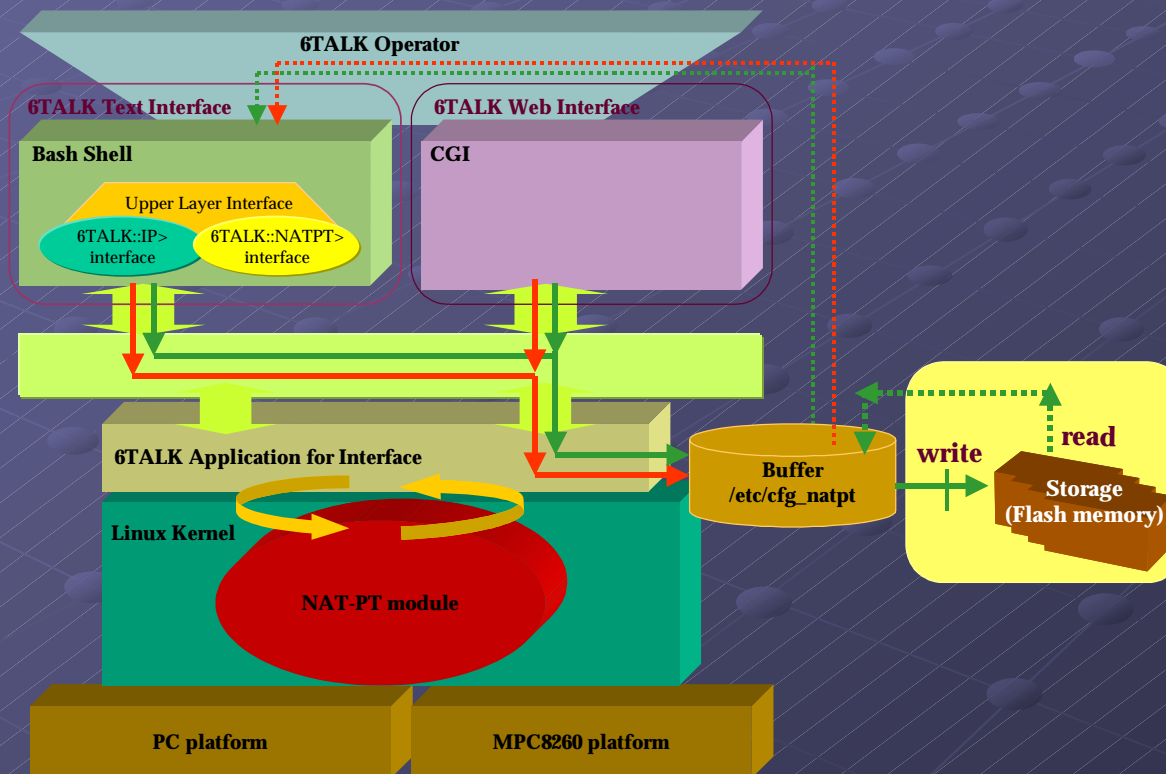 6TALK Operator
6TALK Text Interface
6TALK Web Interface
Bash Shell
CGI
Upper Layer Interface
6TALK::IP>
interface
6TALK::NATPT>
interface
6TALK Application for Interface
Buffer
/etc/cfg_natpt
write
read
Storage
(Flash memory)
Linux Kernel
NAT-PT module
PC platform
MPC8260 platform